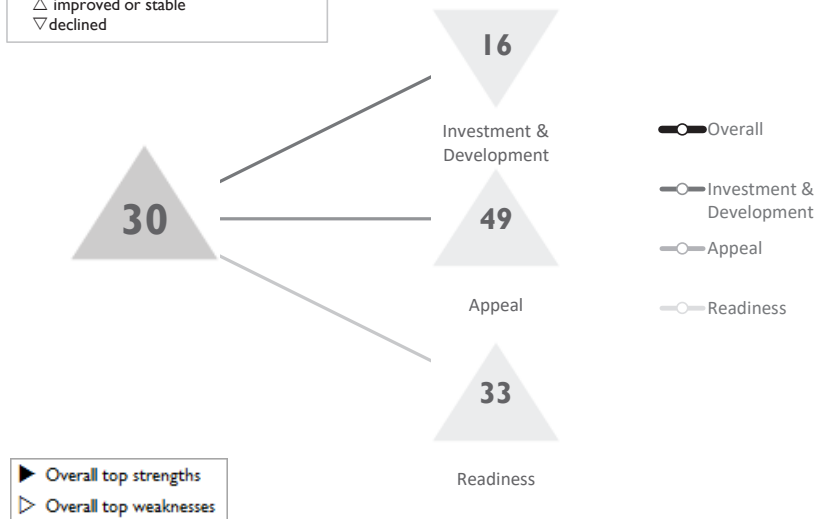 △ improved or stable
▽ declined
16
Investment &
Development
30
49
Appeal
33
Readiness
Overall
Investment &
Development
Appeal
Readiness
▶ Overall top strengths
▷ Overall top weaknesses